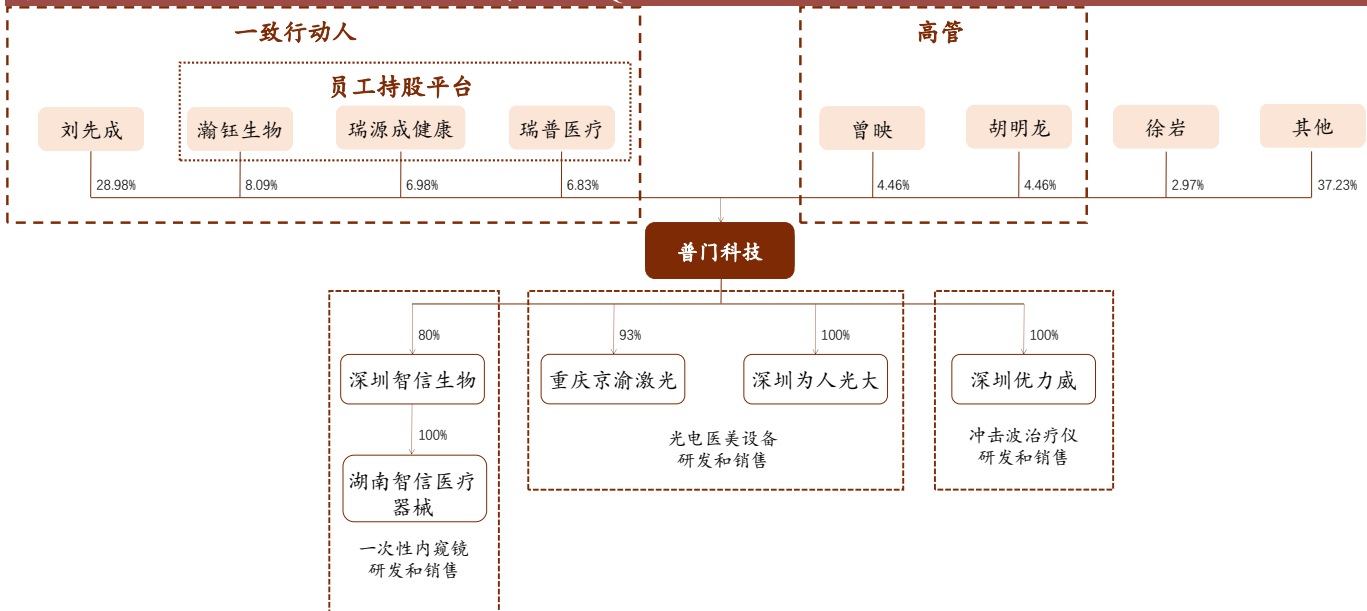 一致行动人
高管
员工持股平台
刘先成
瀚钰生物
瑞源成健康
瑞普医疗
曾映
胡明龙
徐岩
其他
28.98%
8.09%
6.98%
6.83%
4.46%
4.46%
2.97%
37.23%
普门科技
80%
93%
100%
100%
深圳智信生物
重庆京渝激光
深圳为人光大
深圳优力威
100%
光电医美设备
研发和销售
冲击波治疗仪
研发和销售
湖南智信医疗
器械
一次性内窥镜
研发和销售